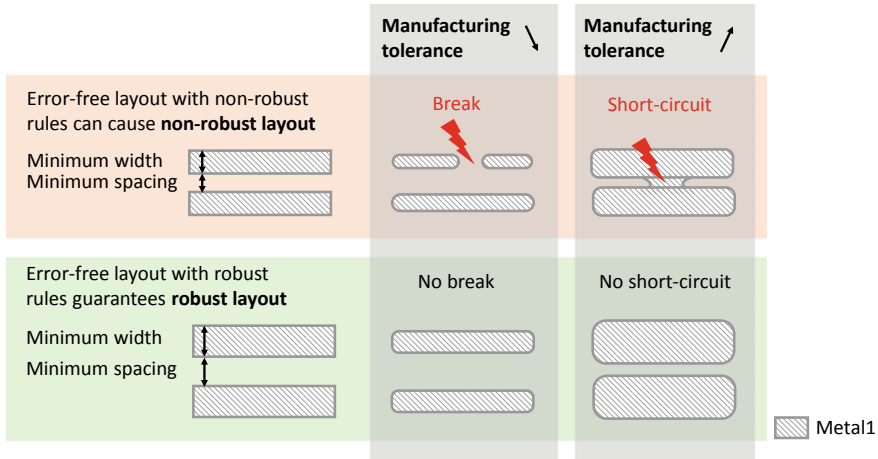 Manufacturing
tolerance
Manufacturing
tolerance
Error-free layout with non-robust
rules can cause non-robust layout
Break
Short-circuit
Minimum width
Minimum spacing
Error-free layout with robust
rules guarantees robust layout
No break
No short-circuit
Minimum width
Minimum spacing
Metal1